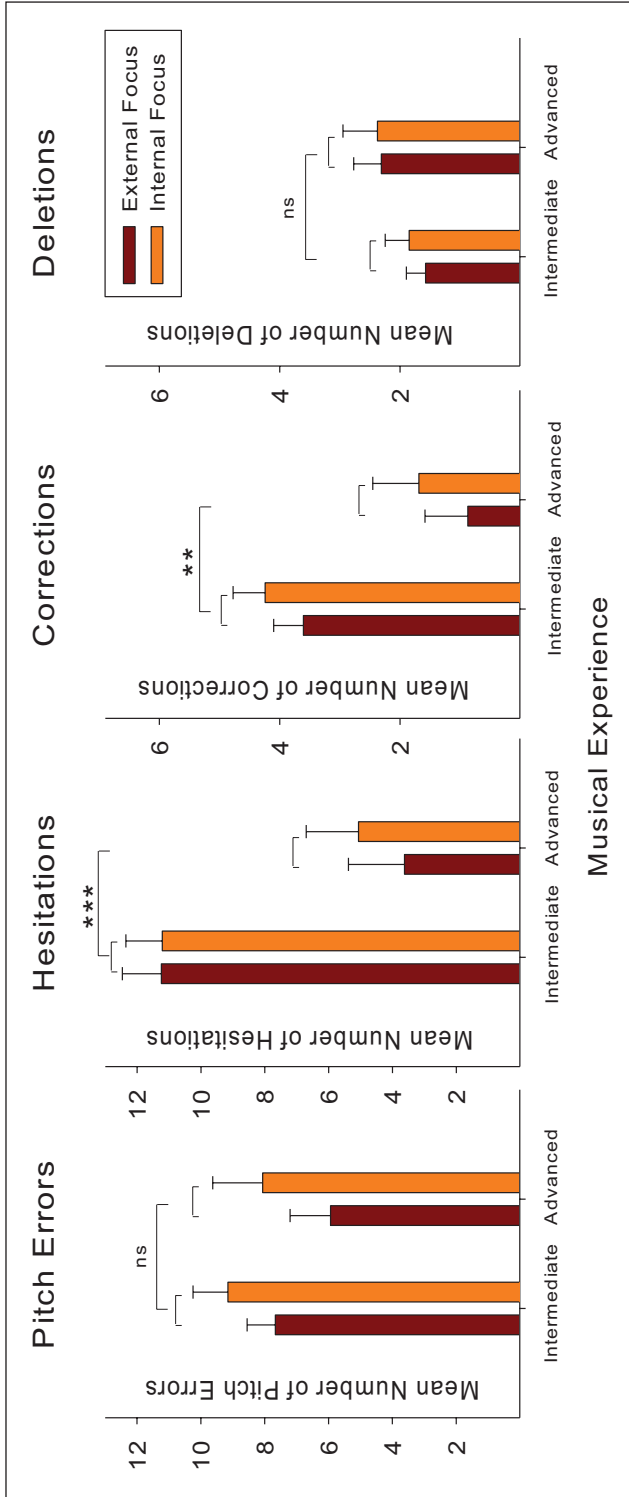 Pitch Errors
Mean Number of Pitch Errors
12
10
8
6
4
2
ns
Intermediate
Advanced
Hesitations
Mean Number of Hesitations
12
10
8
6
4
2
***
Intermediate
Advanced
Corrections
Mean Number of Corrections
6
4
2
**
Intermediate
Advanced
Deletions
External Focus
Internal Focus
Mean Number of Deletions
6
4
2
ns
Intermediate
Advanced
Musical Experience